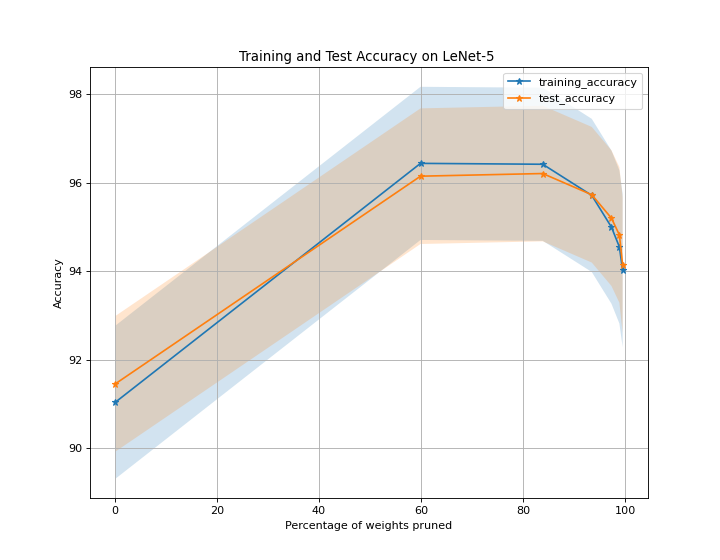 Training and Test Accuracy on LeNet-5
training_accuracy
test_accuracy
98
96
94
92
90
Accuracy
0 20 40 60 80 100
Percentage of weights pruned